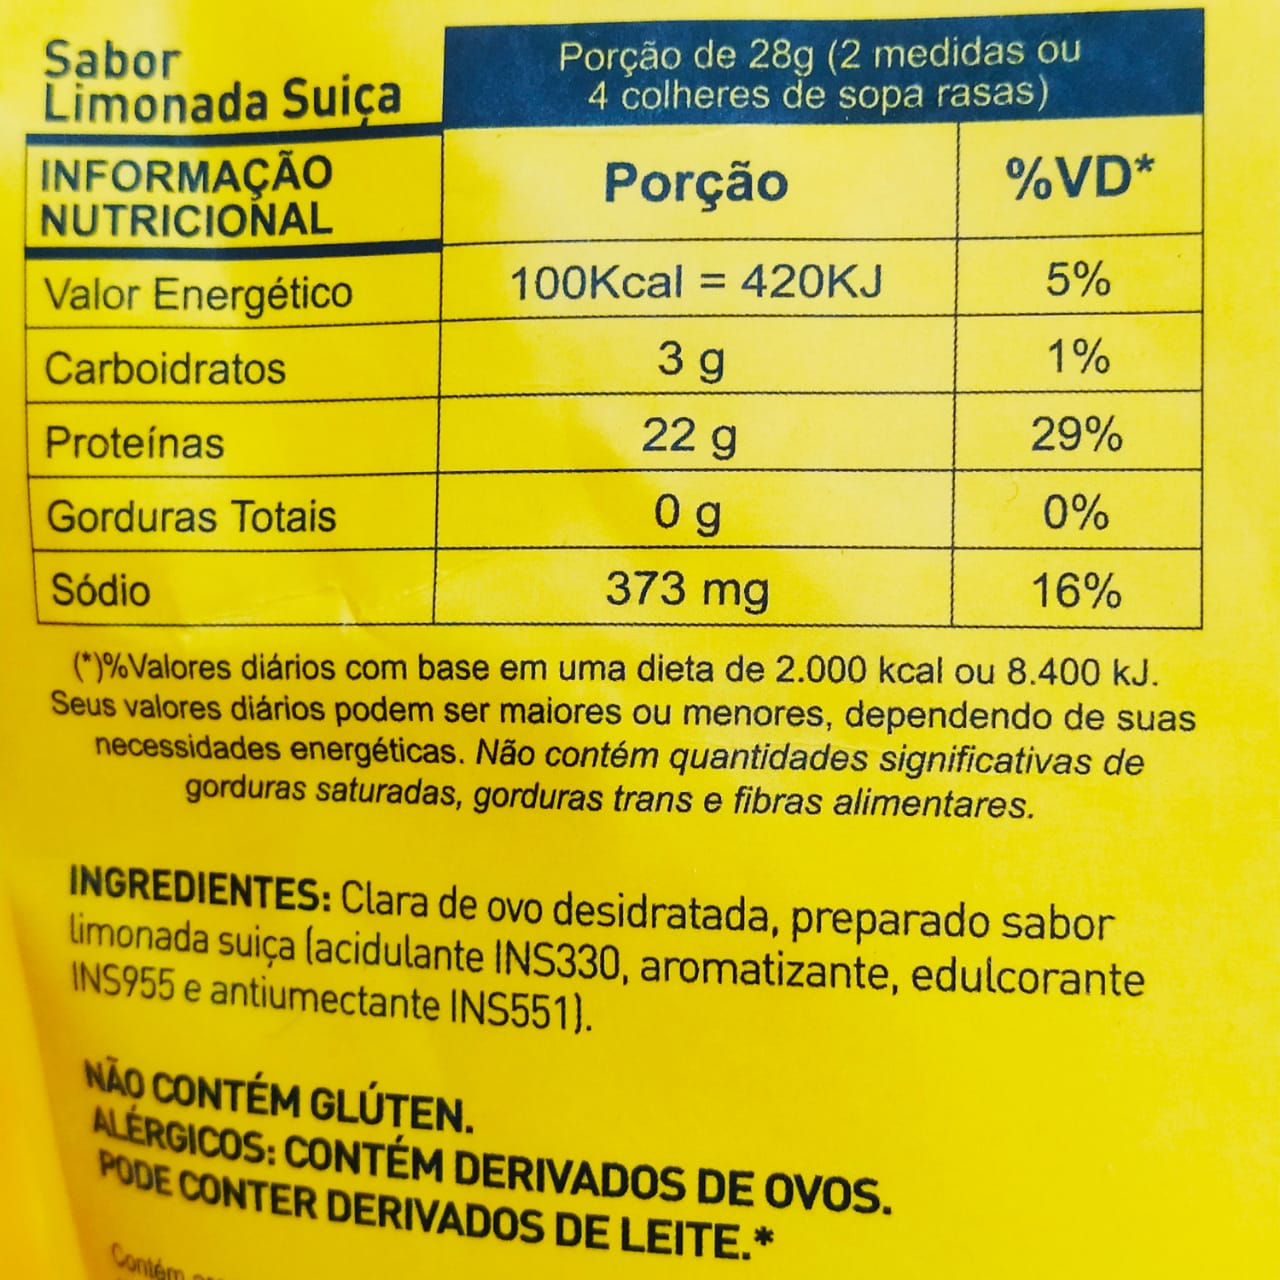 Sabor
Limonada Suiça
Porção de 28g (2 medidas ou
4 colheres de sopa rasas)
INFORMAÇÃO
NUTRICIONAL
Porção
%VD*
Valor Energético 100Kcal = 420KJ 5%
Carboidratos 3 g 1%
Proteínas 22 g 29%
Gorduras Totais 0 g 0%
Sódio 373 mg 16%
(*)%Valores diários com base em uma dieta de 2.000 kcal ou 8.400 kJ.
Seus valores diários podem ser maiores ou menores, dependendo de suas
necessidades energéticas. Não contém quantidades significativas de
gorduras saturadas, gorduras trans e fibras alimentares.
INGREDIENTES: Clara de ovo desidratada, preparado sabor
limonada suiça (acidulante INS330, aromatizante, edulcorante
INS955 e antiumectante INS551).
NÃO CONTÉM GLÚTEN.
ALÉRGICOS: CONTÉM DERIVADOS DE OVOS.
PODE CONTER DERIVADOS DE LEITE.*
Contém